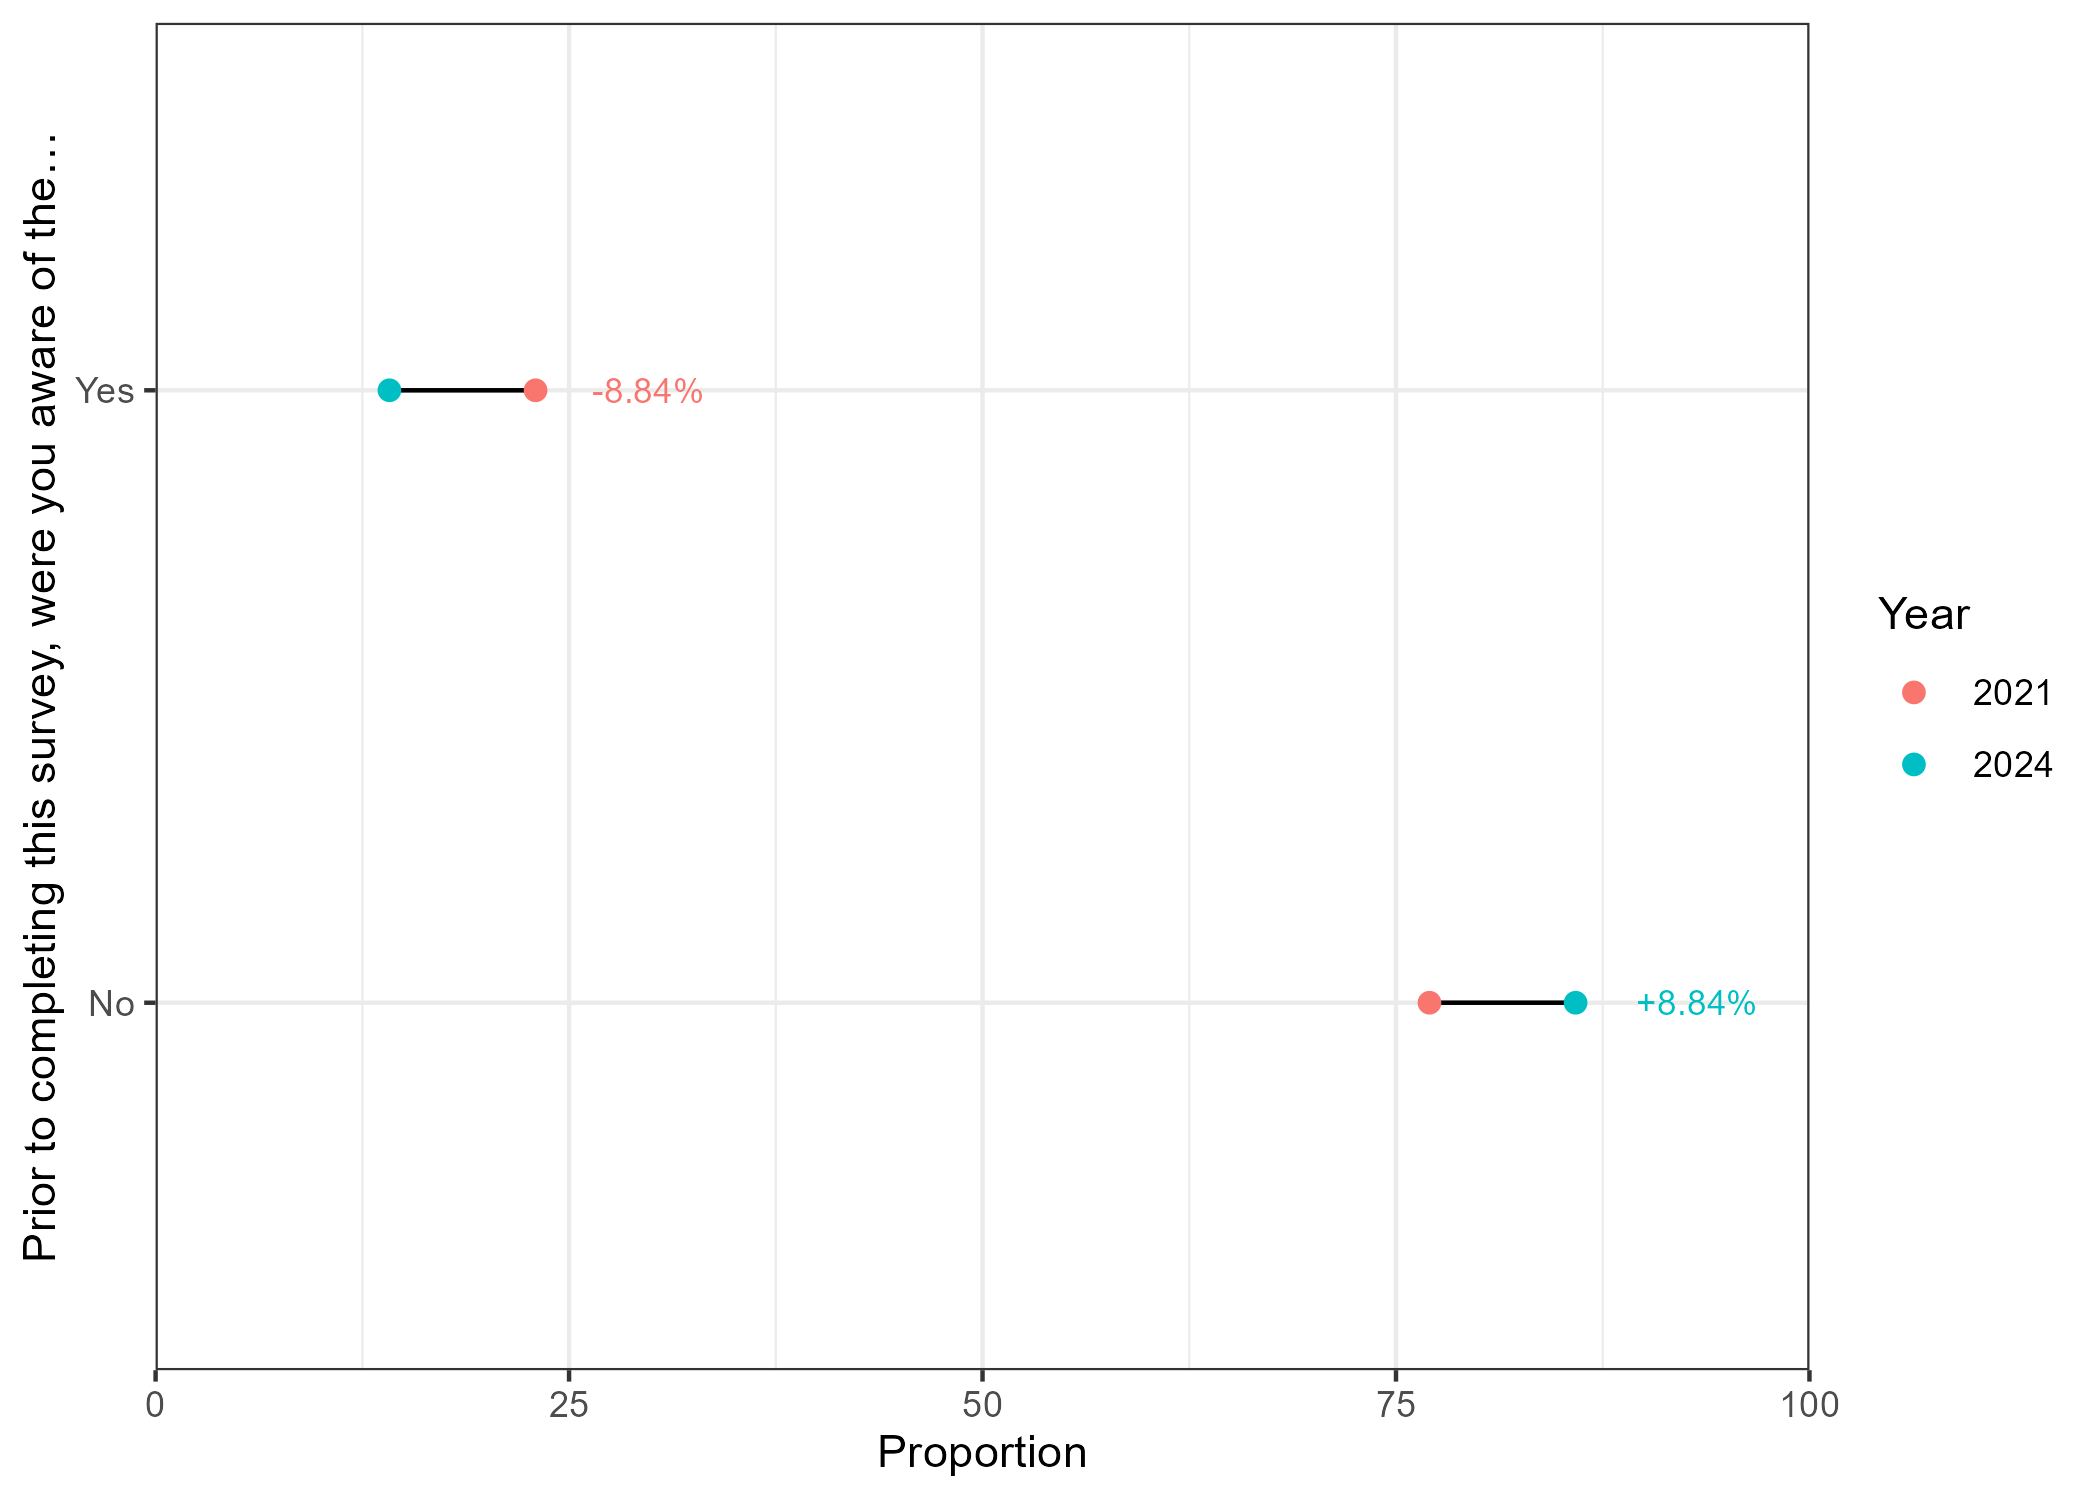 Prior to completing this survey, were you aware of the...
Yes
-8.84%
No
+8.84%
0 25 50 75 100
Proportion
Year
2021
2024